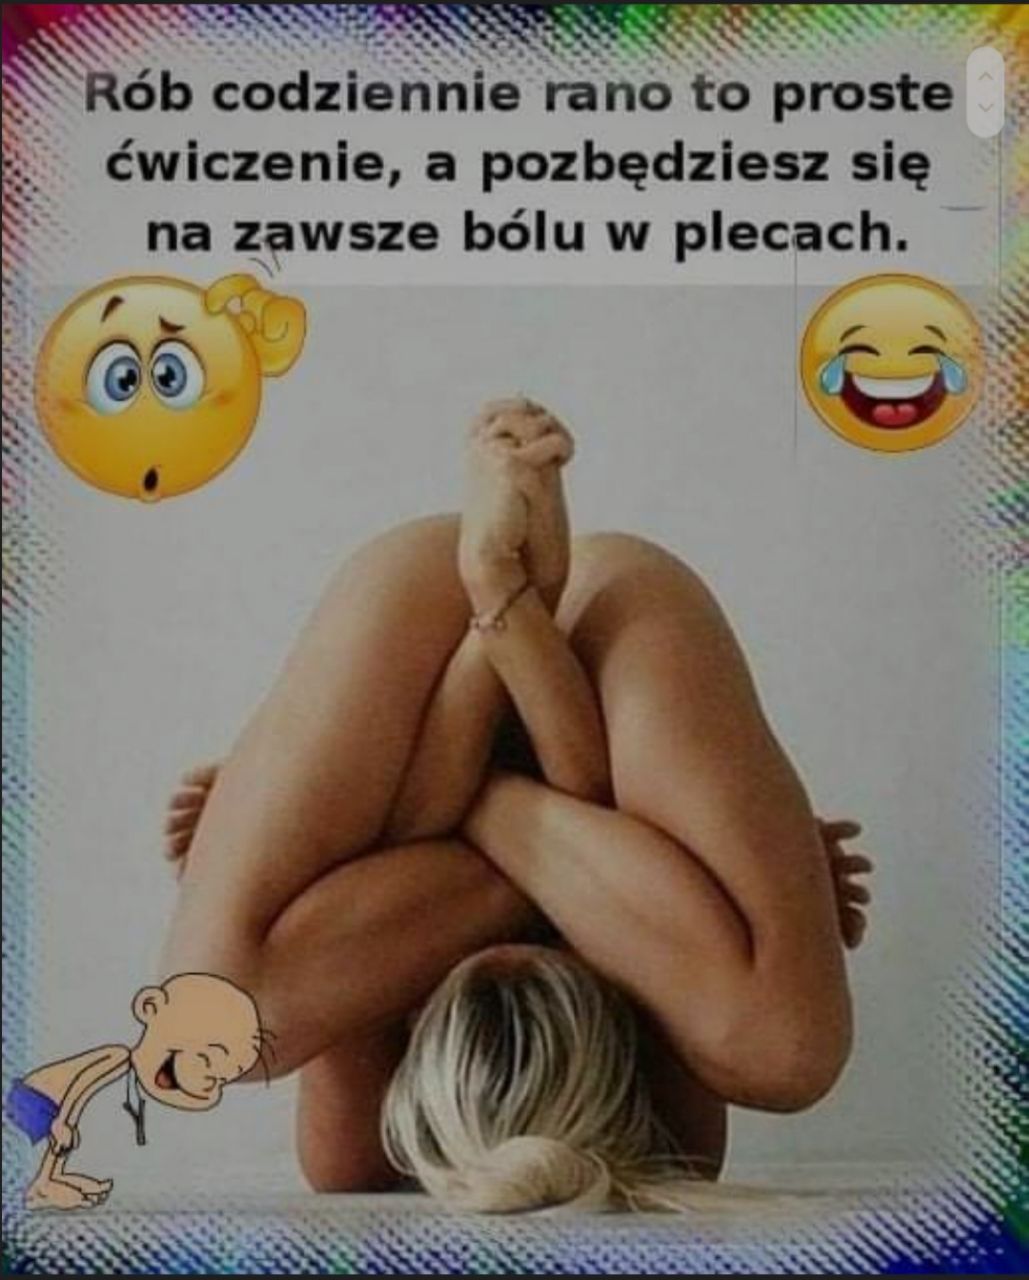 Rób codziennie rano to proste
ćwiczenie, a pozbędziesz się
na zawsze bólu w plecach.